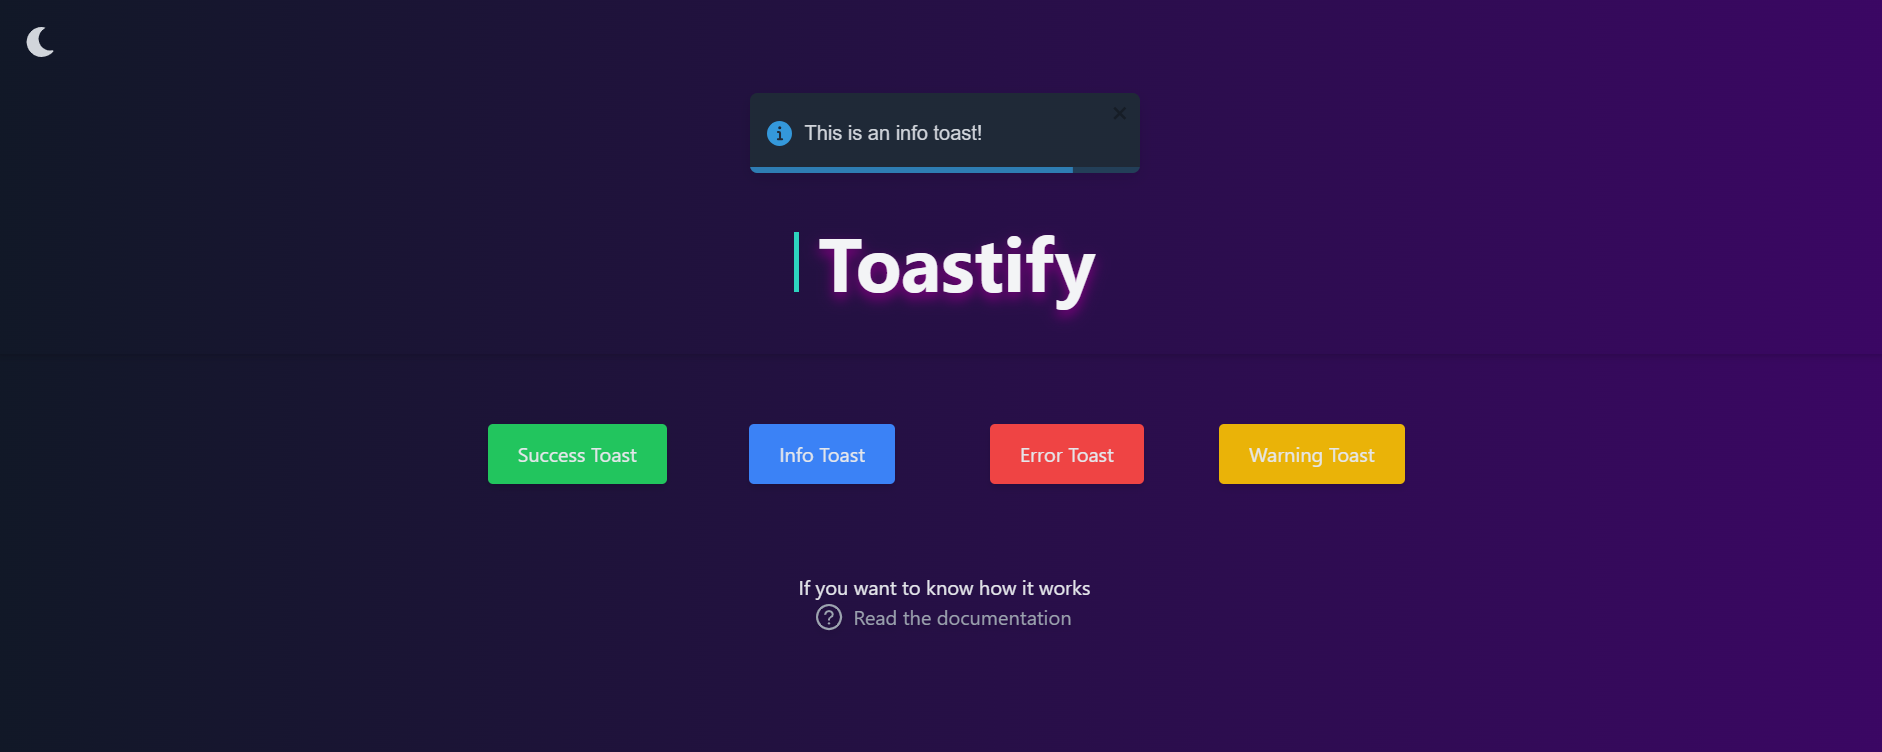 This is an info toast!
Toastify
Success Toast
Info Toast
Error Toast
Warning Toast
If you want to know how it works
Read the documentation